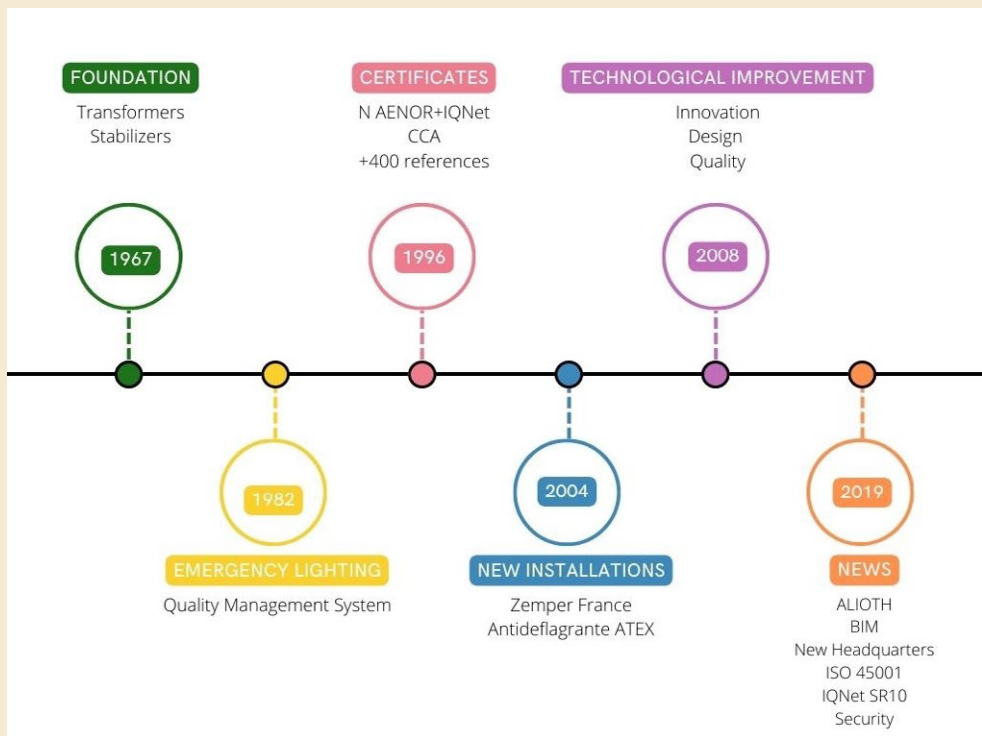 FOUNDATION
Transformers
Stabilizers
1967
EMERGENCY LIGHTING
Quality Management System
1982
CERTIFICATES
N AENOR+IQNet
CCA
+400 references
1996
2004
NEW INSTALLATIONS
Zemper France
Antideflagrante ATEX
TECHNOLOGICAL IMPROVEMENT
Innovation
Design
Quality
2008
2019
NEWS
ALIOTH
BIM
New Headquarters
ISO 45001
IQNet SR10
Security